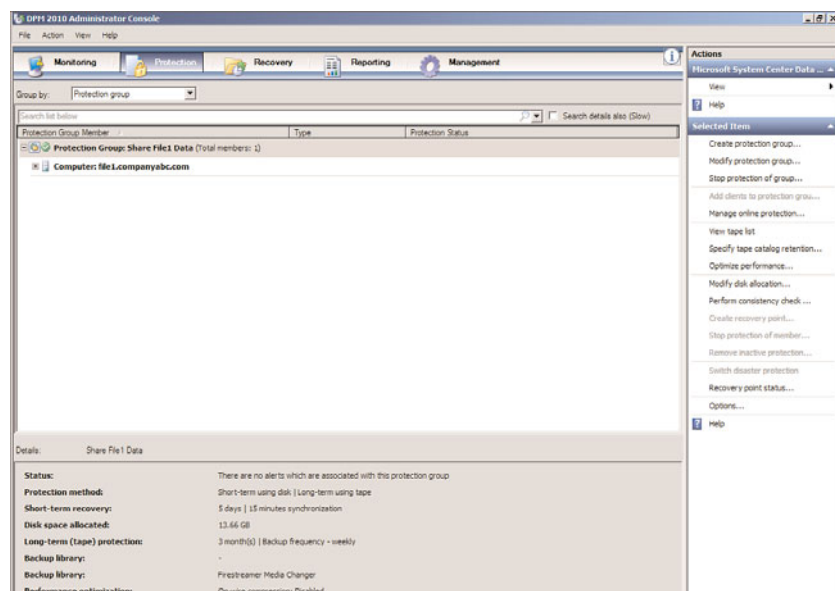 DPM 2010 Administrator Console
File Action View Help
Monitoring Protection Recovery Reporting Management
Group by: Protection group
Search list below
Search details also (Slow)
Protection Group Member Type Protection Status
Protection Group: Share File1 Data (Total members: 1)
Computer: file1.companyabc.com
Details: Share File1 Data
Status: There are no alerts which are associated with this protection group
Protection method: Short-term using disk | Long-term using tape
Short-term recovery: 5 days | 15 minutes synchronization
Disk space allocated: 13.66 GB
Long-term (tape) protection: 3 month(s) | Backup frequency - weekly
Backup library: -
Backup library: Firestreamer Media Changer
Performance optimization: On-wire compression: Disabled
Actions
Microsoft System Center Data ...
View
Help
Selected Item
Create protection group...
Modify protection group...
Stop protection of group...
Add clients to protection grou...
Manage online protection...
View tape list
Specify tape catalog retention...
Optimize performance...
Modify disk allocation...
Perform consistency check ...
Create recovery point...
Stop protection of member...
Remove inactive protection...
Switch disaster protection
Recovery point status...
Options...
Help